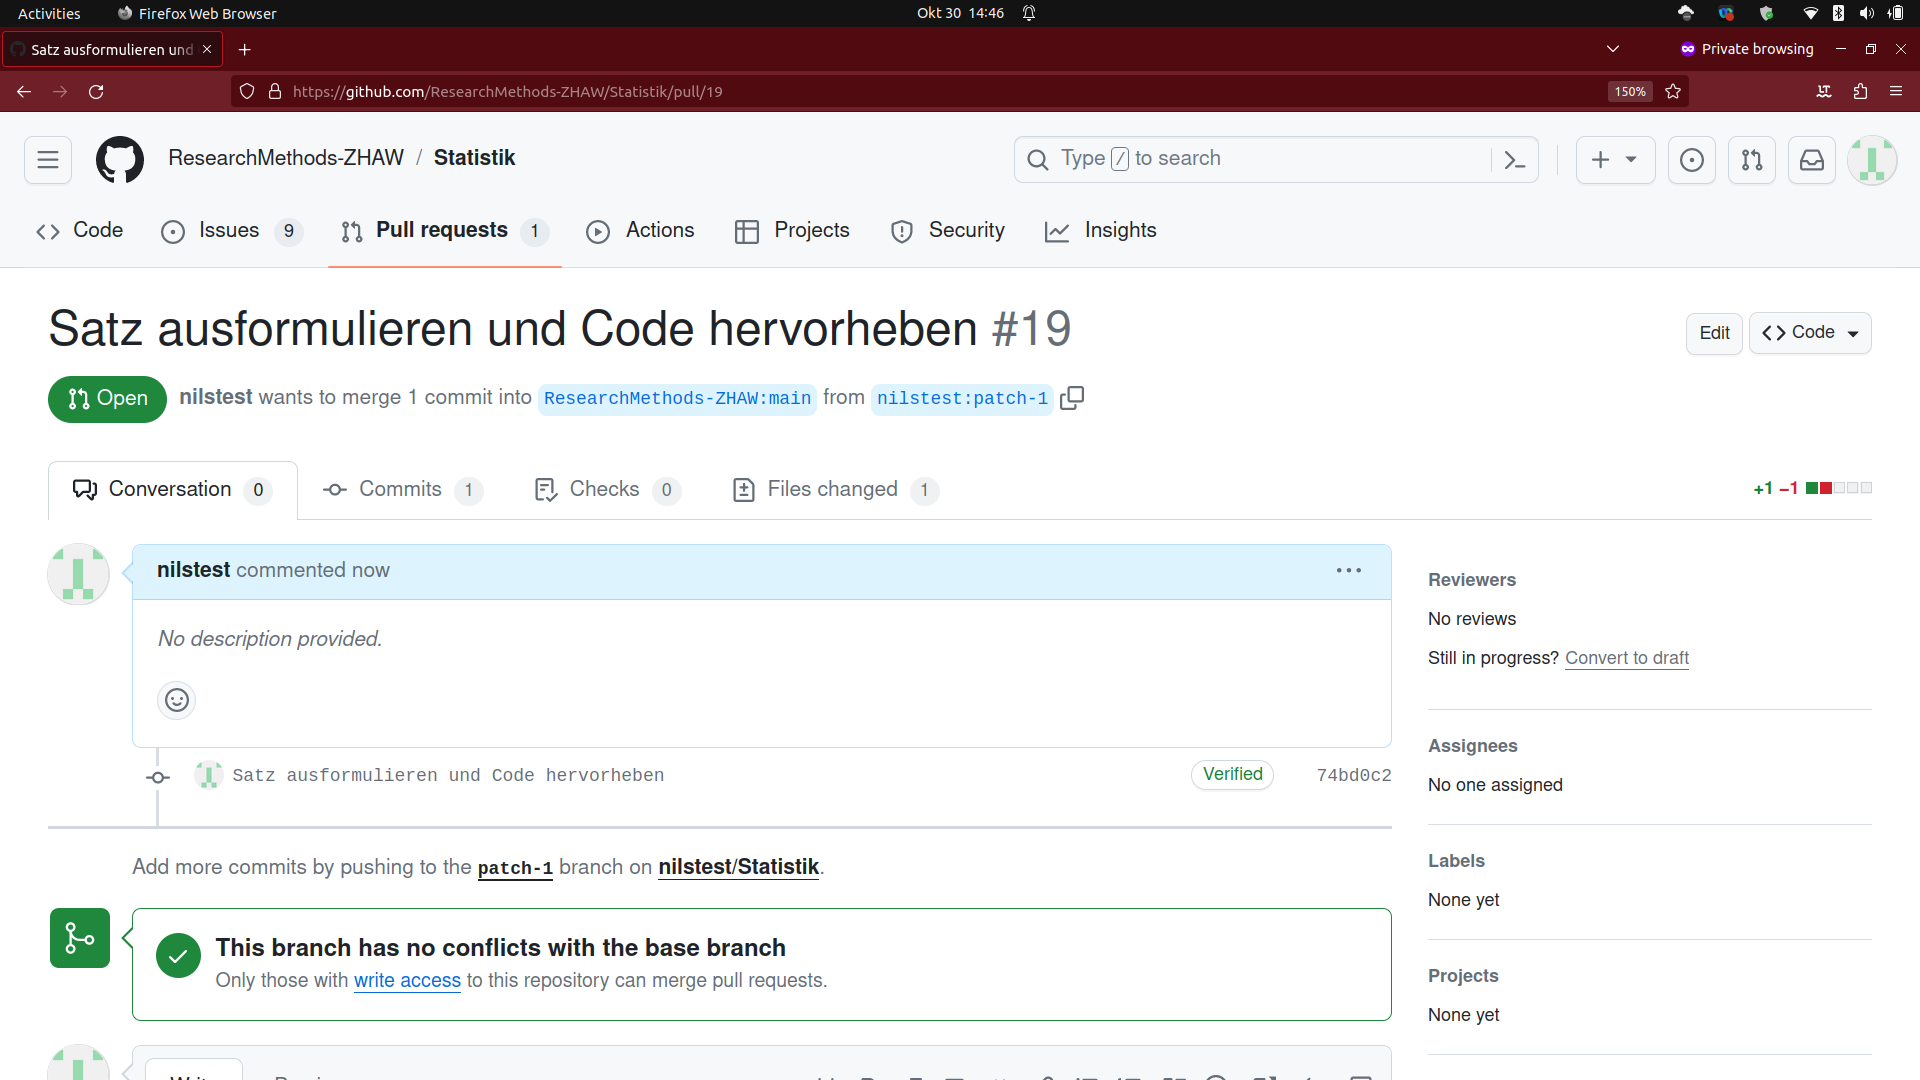 Activities Firefox Web Browser Okt 30 14:46
Satz ausformulieren und
Private browsing
https://github.com/ResearchMethods-ZHAW/Statistik/pull/19 150%
ResearchMethods-ZHAW / Statistik Type / to search
Code Issues 9 Pull requests 1 Actions Projects Security Insights
Satz ausformulieren und Code hervorheben #19
Edit Code
Open nilstest wants to merge 1 commit into ResearchMethods-ZHAW:main from nilstest:patch-1
Conversation 0 Commits 1 Checks 0 Files changed 1 +1 −1
nilstest commented now
No description provided.
Satz ausformulieren und Code hervorheben Verified 74bd0c2
Add more commits by pushing to the patch-1 branch on nilstest/Statistik.
This branch has no conflicts with the base branch
Only those with write access to this repository can merge pull requests.
Reviewers
No reviews
Still in progress? Convert to draft
Assignees
No one assigned
Labels
None yet
Projects
None yet